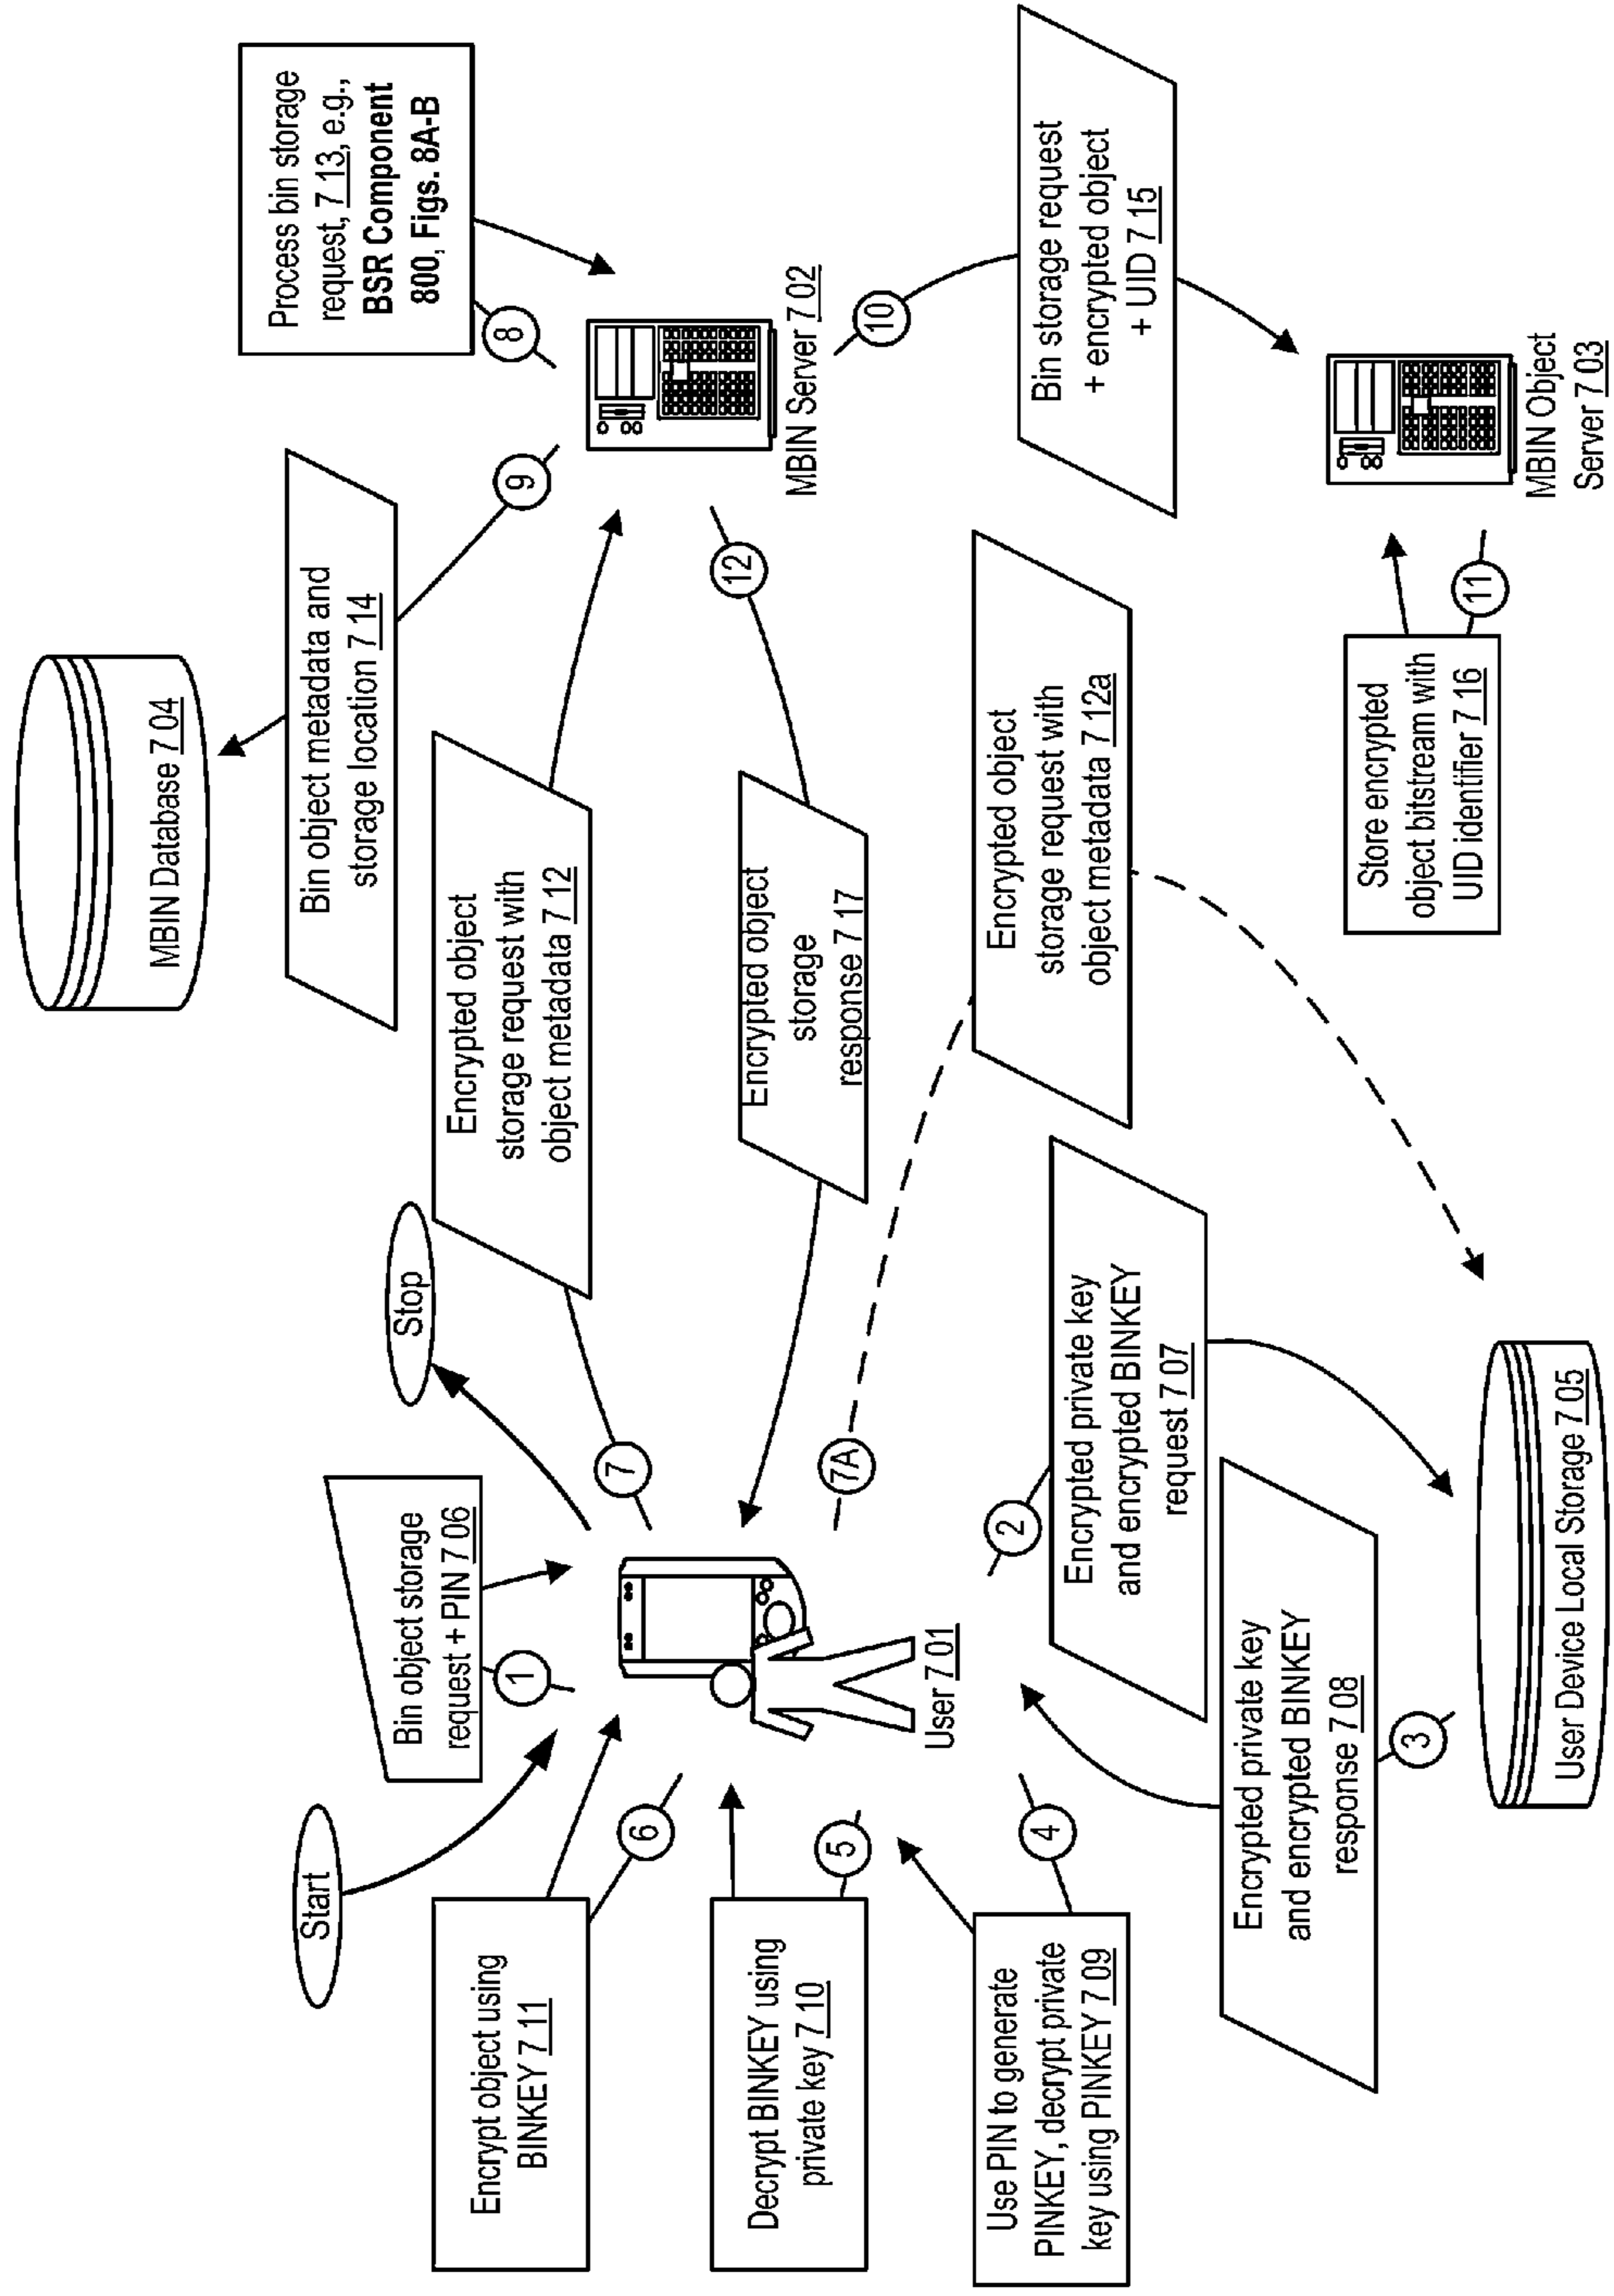 Start
Bin object storage
request + PIN 7 06
1
Stop
MBIN Database 7 04
Bin object metadata and
storage location 7 14
9
Process bin storage
request, 7 13, e.g.,
BSR Component
800, Figs. 8A-B
8
Encrypt object using
BINKEY 7 11
6
7
Encrypted object
storage request with
object metadata 7 12
MBIN Server 7 02
Decrypt BINKEY using
private key 7 10
5
User 7 01
7A
Encrypted object
storage
response 7 17
12
10
Use PIN to generate
PINKEY, decrypt private
key using PINKEY 7 09
4
2
Encrypted private key
and encrypted BINKEY
request 7 07
Encrypted object
storage request with
object metadata 7 12a
Bin storage request
+ encrypted object
+ UID 7 15
Encrypted private key
and encrypted BINKEY
response 7 08
3
User Device Local Storage 7 05
Store encrypted
object bitstream with
UID identifier 7 16
11
MBIN Object
Server 7 03